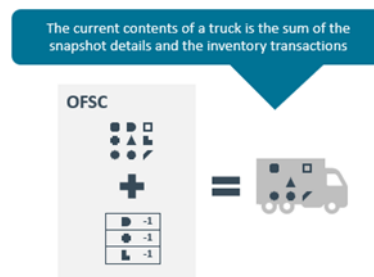 The current contents of a truck is the sum of the
snapshot details and the inventory transactions
OFSC
-1
-1
-1